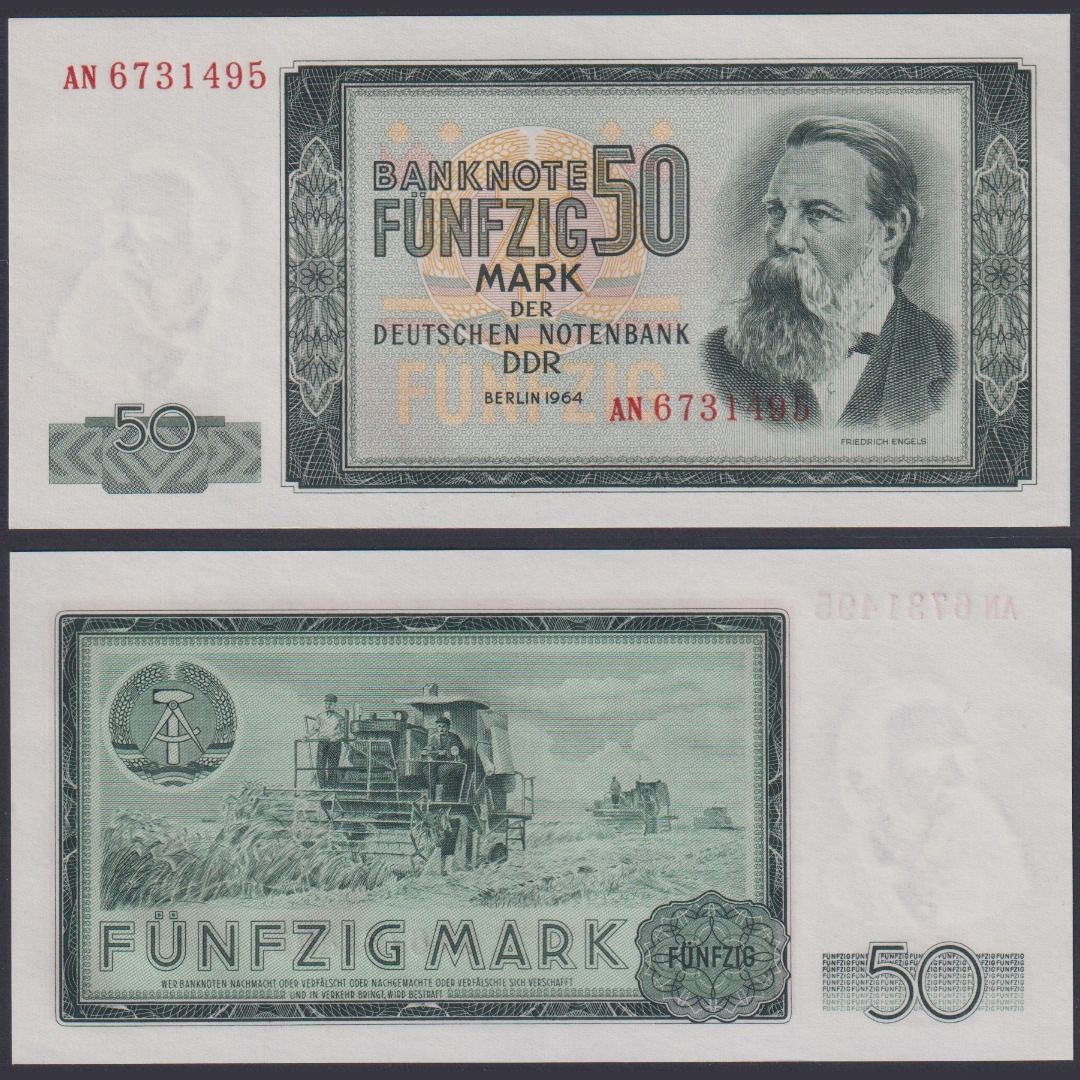 AN 6731495
BANKNOTE 50
FÜNFZIG
MARK
DER
DEUTSCHEN NOTENBANK
DDR
FÜNFZIG
BERLIN 1964
AN 6731495
FRIEDRICH ENGELS
50
AN 6731495
FÜNFZIG MARK
FÜNFZIG
WER BANKNOTEN NACHMACHT ODER VERFÄLSCHT ODER NACHGEMACHTE ODER VERFÄLSCHTE SICH VERSCHAFFT
UND IN VERKEHR BRINGT, WIRD BESTRAFT
50
FÜNFZIGFÜNFZIGFÜNFZIGFÜNFZIGFÜNFZIG